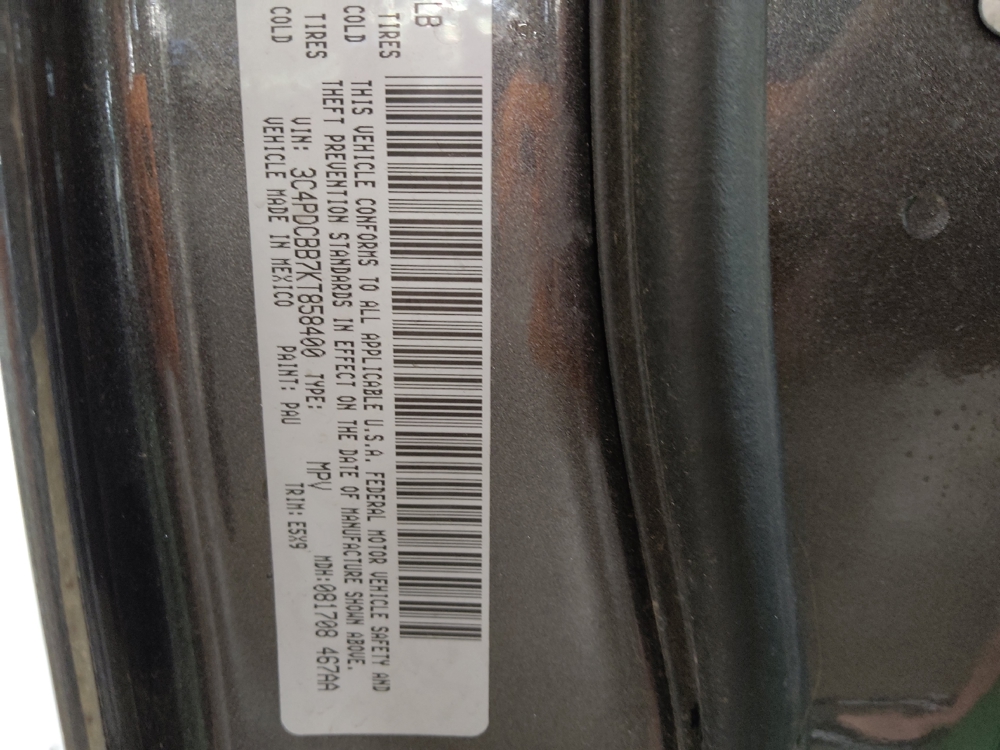 LB
TIRES COLD
TIRES COLD
THIS VEHICLE CONFORMS TO ALL APPLICABLE U.S.A. FEDERAL MOTOR VEHICLE SAFETY AND
THEFT PREVENTION STANDARDS IN EFFECT ON THE DATE OF MANUFACTURE SHOWN ABOVE.
VIN: 3C4PDCBB7KT858400 TYPE: MPV MDH:081708 467AA
VEHICLE MADE IN MEXICO PAINT: PAU TRIM: E5X9